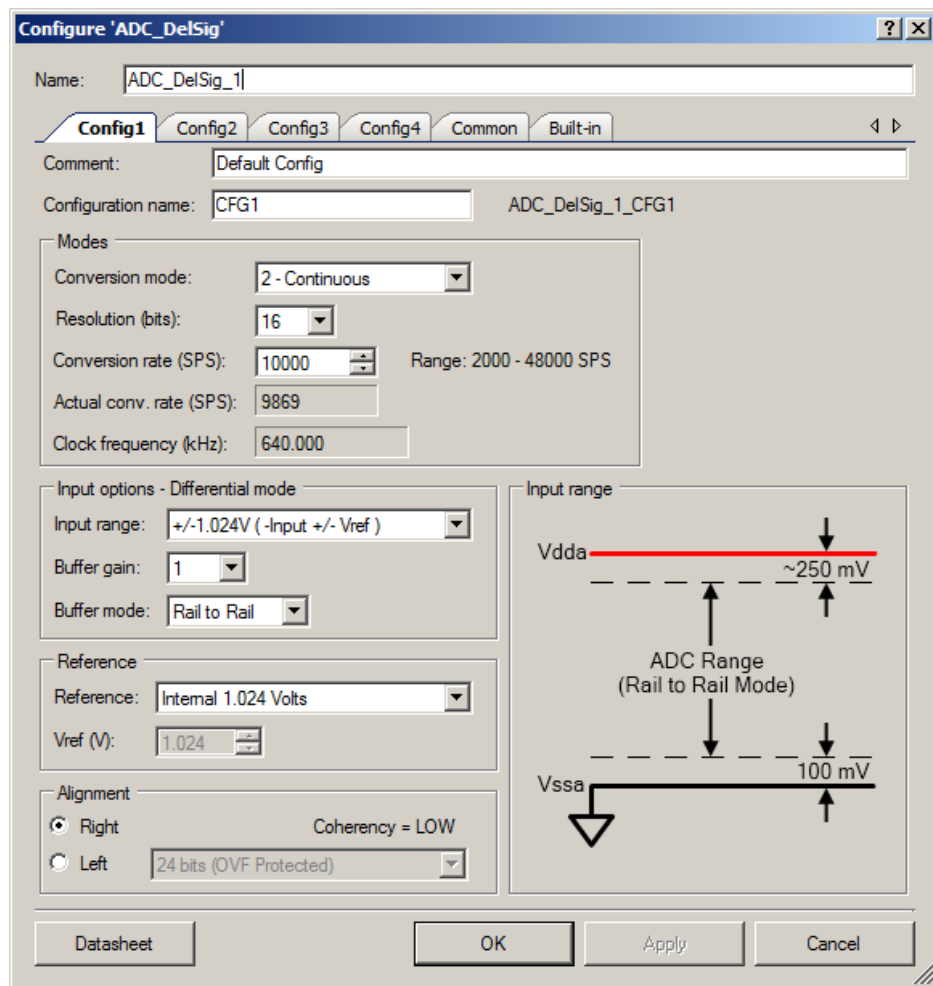 Configure 'ADC_DelSig'
Name: ADC_DelSig_1
Config1 Config2 Config3 Config4 Common Built-in
Comment: Default Config
Configuration name: CFG1 ADC_DelSig_1_CFG1
Modes
Conversion mode: 2 - Continuous
Resolution (bits): 16
Conversion rate (SPS): 10000 Range: 2000 - 48000 SPS
Actual conv. rate (SPS): 9869
Clock frequency (kHz): 640.000
Input options - Differential mode
Input range: +/-1.024V ( -Input +/- Vref )
Buffer gain: 1
Buffer mode: Rail to Rail
Input range
Vdda
~250 mV
ADC Range
(Rail to Rail Mode)
100 mV
Vssa
Reference
Reference: Internal 1.024 Volts
Vref (V): 1.024
Alignment
Right Coherency = LOW
Left 24 bits (OVF Protected)
Datasheet OK Apply Cancel